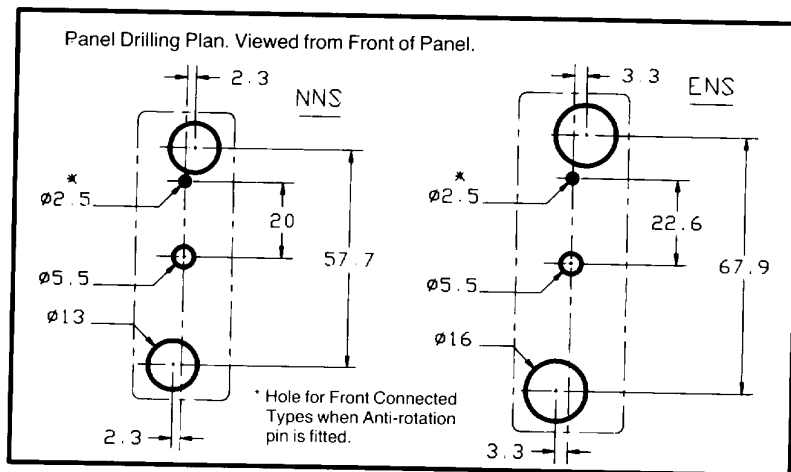 Panel Drilling Plan. Viewed from Front of Panel.
2.3
NNS
*
ø2.5
20
57.7
ø5.5
ø13
2.3
* Hole for Front Connected
Types when Anti-rotation
pin is fitted.
3.3
ENS
*
ø2.5
22.6
67.9
ø5.5
ø16
3.3